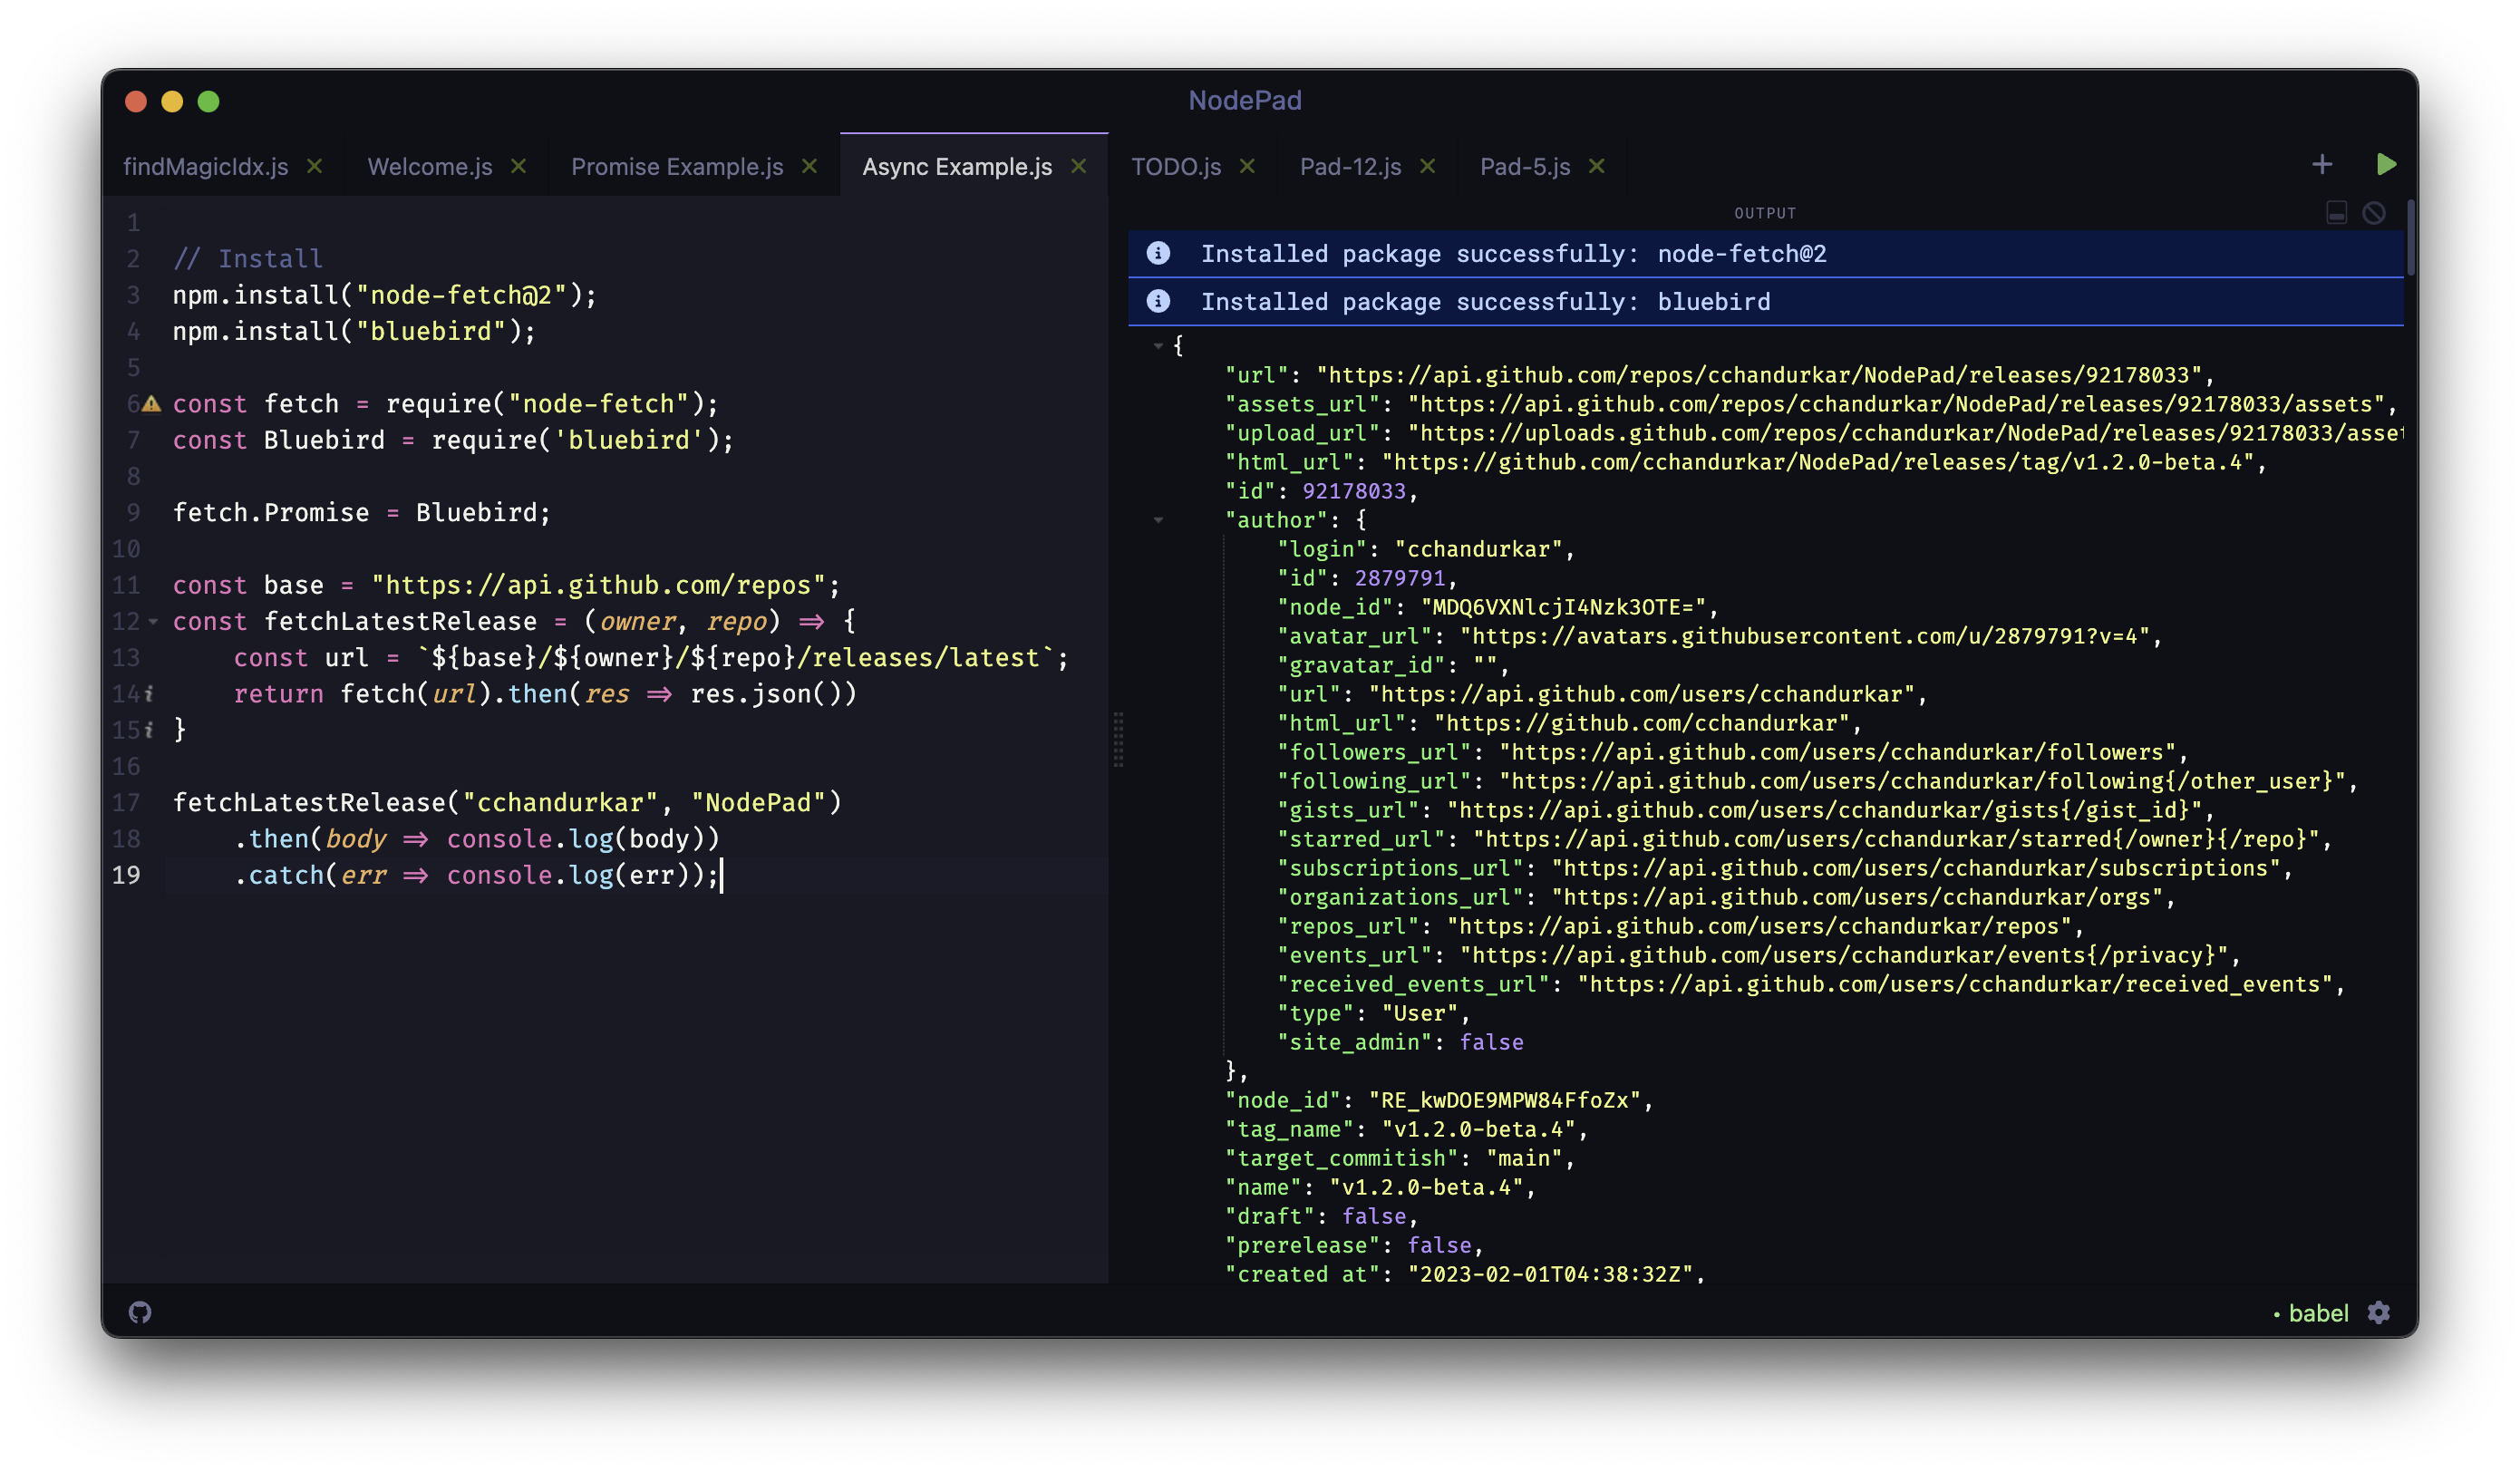 NodePad
findMagicIdx.js
Welcome.js
Promise Example.js
Async Example.js
TODO.js
Pad-12.js
Pad-5.js
1
2 // Install
3 npm.install("node-fetch@2");
4 npm.install("bluebird");
5
6 const fetch = require("node-fetch");
7 const Bluebird = require('bluebird');
8
9 fetch.Promise = Bluebird;
10
11 const base = "https://api.github.com/repos";
12 const fetchLatestRelease = (owner, repo) => {
13 const url = `${base}/${owner}/${repo}/releases/latest`;
14 return fetch(url).then(res => res.json())
15 }
16
17 fetchLatestRelease("cchandurkar", "NodePad")
18 .then(body => console.log(body))
19 .catch(err => console.log(err));
OUTPUT
Installed package successfully: node-fetch@2
Installed package successfully: bluebird
{
"url": "https://api.github.com/repos/cchandurkar/NodePad/releases/92178033",
"assets_url": "https://api.github.com/repos/cchandurkar/NodePad/releases/92178033/assets",
"upload_url": "https://uploads.github.com/repos/cchandurkar/NodePad/releases/92178033/asset
"html_url": "https://github.com/cchandurkar/NodePad/releases/tag/v1.2.0-beta.4",
"id": 92178033,
"author": {
"login": "cchandurkar",
"id": 2879791,
"node_id": "MDQ6VXNlcjI4Nzk3OTE=",
"avatar_url": "https://avatars.githubusercontent.com/u/2879791?v=4",
"gravatar_id": "",
"url": "https://api.github.com/users/cchandurkar",
"html_url": "https://github.com/cchandurkar",
"followers_url": "https://api.github.com/users/cchandurkar/followers",
"following_url": "https://api.github.com/users/cchandurkar/following{/other_user}",
"gists_url": "https://api.github.com/users/cchandurkar/gists{/gist_id}",
"starred_url": "https://api.github.com/users/cchandurkar/starred{/owner}{/repo}",
"subscriptions_url": "https://api.github.com/users/cchandurkar/subscriptions",
"organizations_url": "https://api.github.com/users/cchandurkar/orgs",
"repos_url": "https://api.github.com/users/cchandurkar/repos",
"events_url": "https://api.github.com/users/cchandurkar/events{/privacy}",
"received_events_url": "https://api.github.com/users/cchandurkar/received_events",
"type": "User",
"site_admin": false
},
"node_id": "RE_kwDOE9MPW84FfoZx",
"tag_name": "v1.2.0-beta.4",
"target_commitish": "main",
"name": "v1.2.0-beta.4",
"draft": false,
"prerelease": false,
"created_at": "2023-02-01T04:38:32Z",
• babel